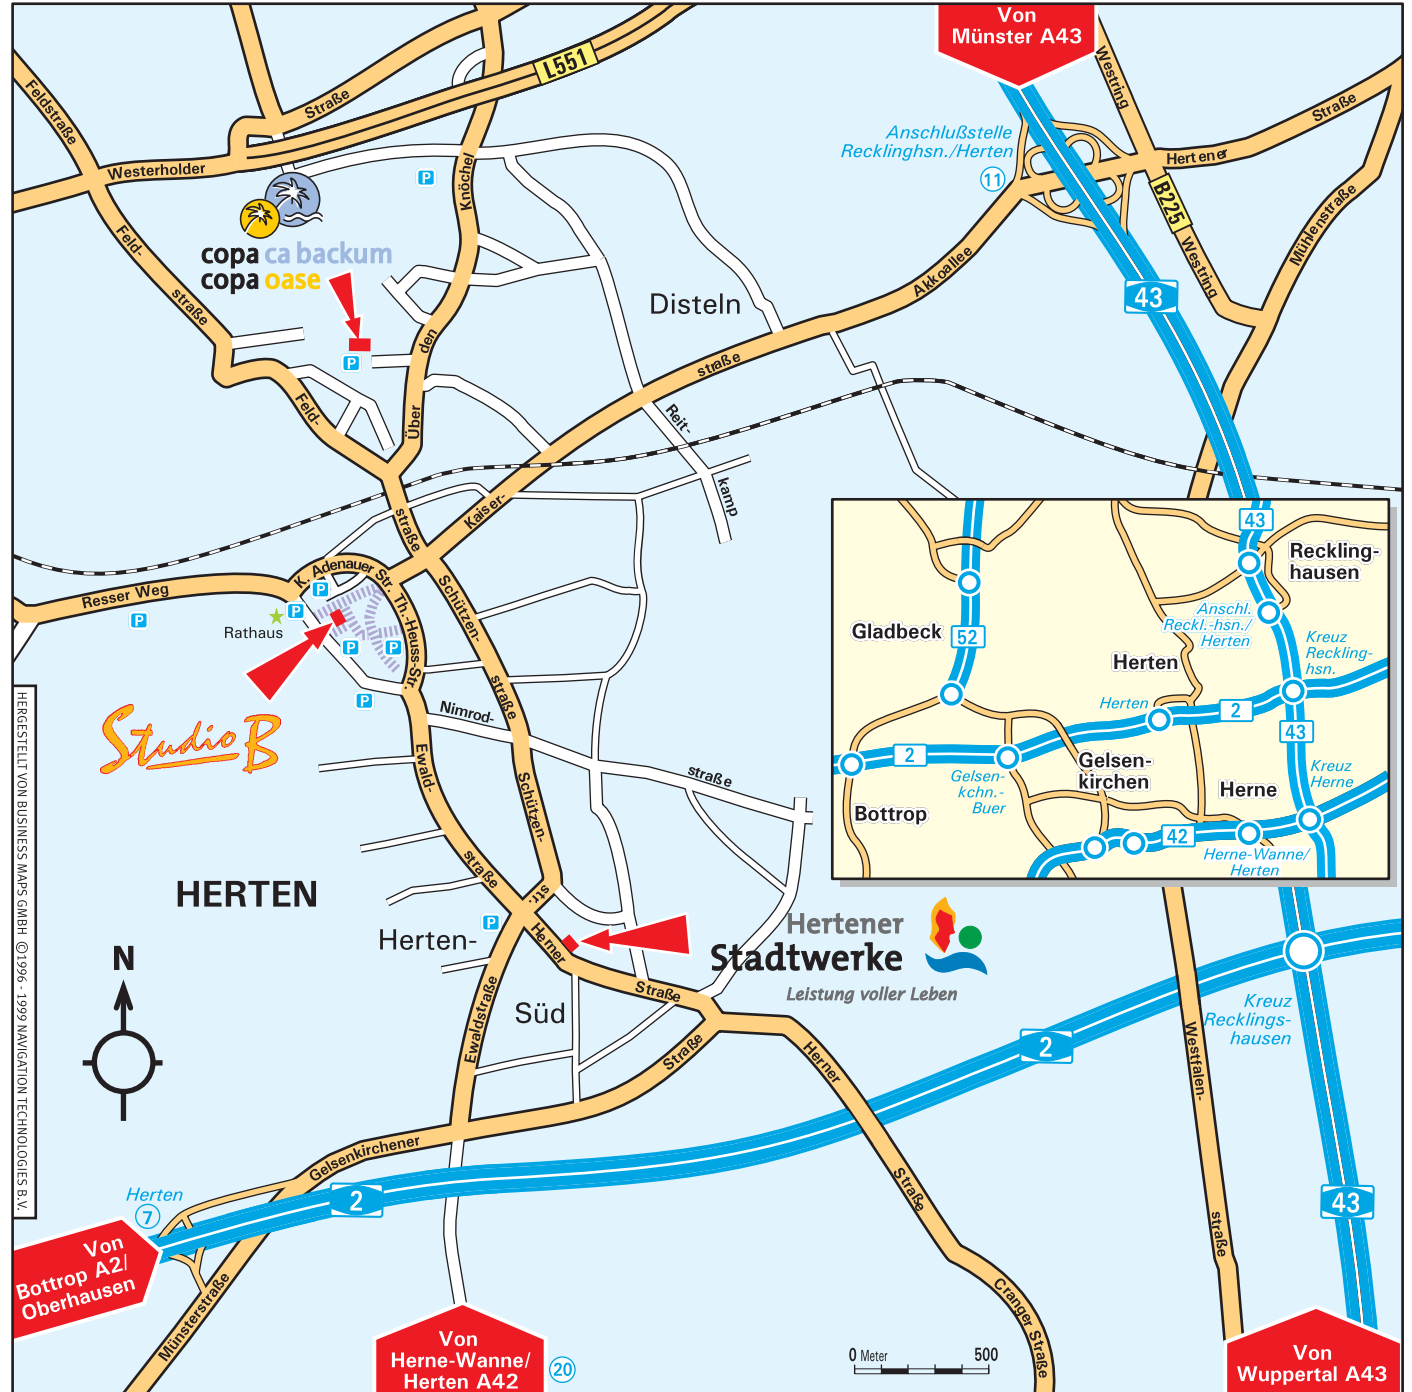 Von
Münster A43
L551
Feldstraße
Straße
Westring
Straße
Anschlußstelle
Recklinghsn./Herten
11
Hertener
B225
Westerholder
Knöchel
P
Feld-
copa ca backum
copa oase
Westring
Mühlenstraße
Akkoallee
43
straße
Disteln
den
P
straße
Feld-
Über
Reit-
kamp
Kaiser-
straße
K. Adenauer Str.
Resser Weg
P
P
P
Rathaus
Th.-Heuss-Str.
P
P
P
Schützen-
straße
Nimrod-
straße
Studio B
Ewald-
straße
Schützen-
str.
43
Reckling-
hausen
Anschl.
Reckl.-hsn./
Herten
Gladbeck
52
Kreuz
Reckling-
hsn.
Herten
Herten
2
43
2
Gelsen-
kirchen
Gelsen-
kchn.-
Buer
Kreuz
Herne
Herne
Bottrop
42
Herne-Wanne/
Herten
HERTEN
Herten-
Süd
P
Herner
Straße
Hertener
Stadtwerke
Leistung voller Leben
N
Ewaldstraße
Straße
Herner
Straße
2
Kreuz
Recklings-
hausen
Westfalen-
straße
Gelsenkirchener
2
Herten
7
43
Von
Bottrop A2/
Oberhausen
Münsterstraße
Cranger Straße
Von
Herne-Wanne/
Herten A42
20
0 Meter 500
Von
Wuppertal A43
HERGESTELLT VON BUSINESS MAPS GMBH ©1996 - 1999 NAVIGATION TECHNOLOGIES B.V.